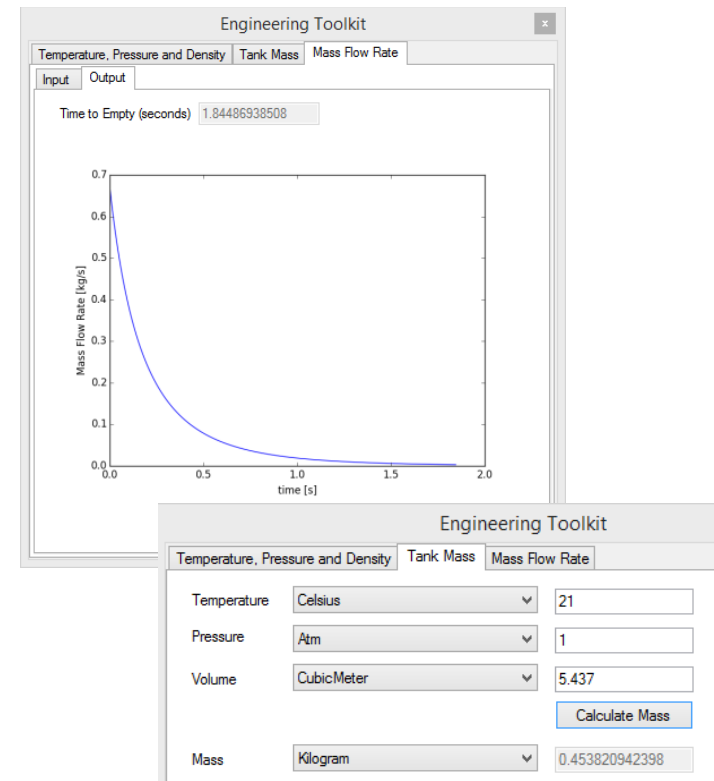 Engineering Toolkit x
Temperature, Pressure and Density Tank Mass Mass Flow Rate
Input Output
Time to Empty (seconds) 1.84486938508
0.7
0.6
0.5
0.4
0.3
0.2
0.1
0.0
Mass Flow Rate [kg/s]
0.0 0.5 1.0 1.5 2.0
time [s]
Engineering Toolkit
Temperature, Pressure and Density Tank Mass Mass Flow Rate
Temperature Celsius 21
Pressure Atm 1
Volume CubicMeter 5.437
Calculate Mass
Mass Kilogram 0.453820942398